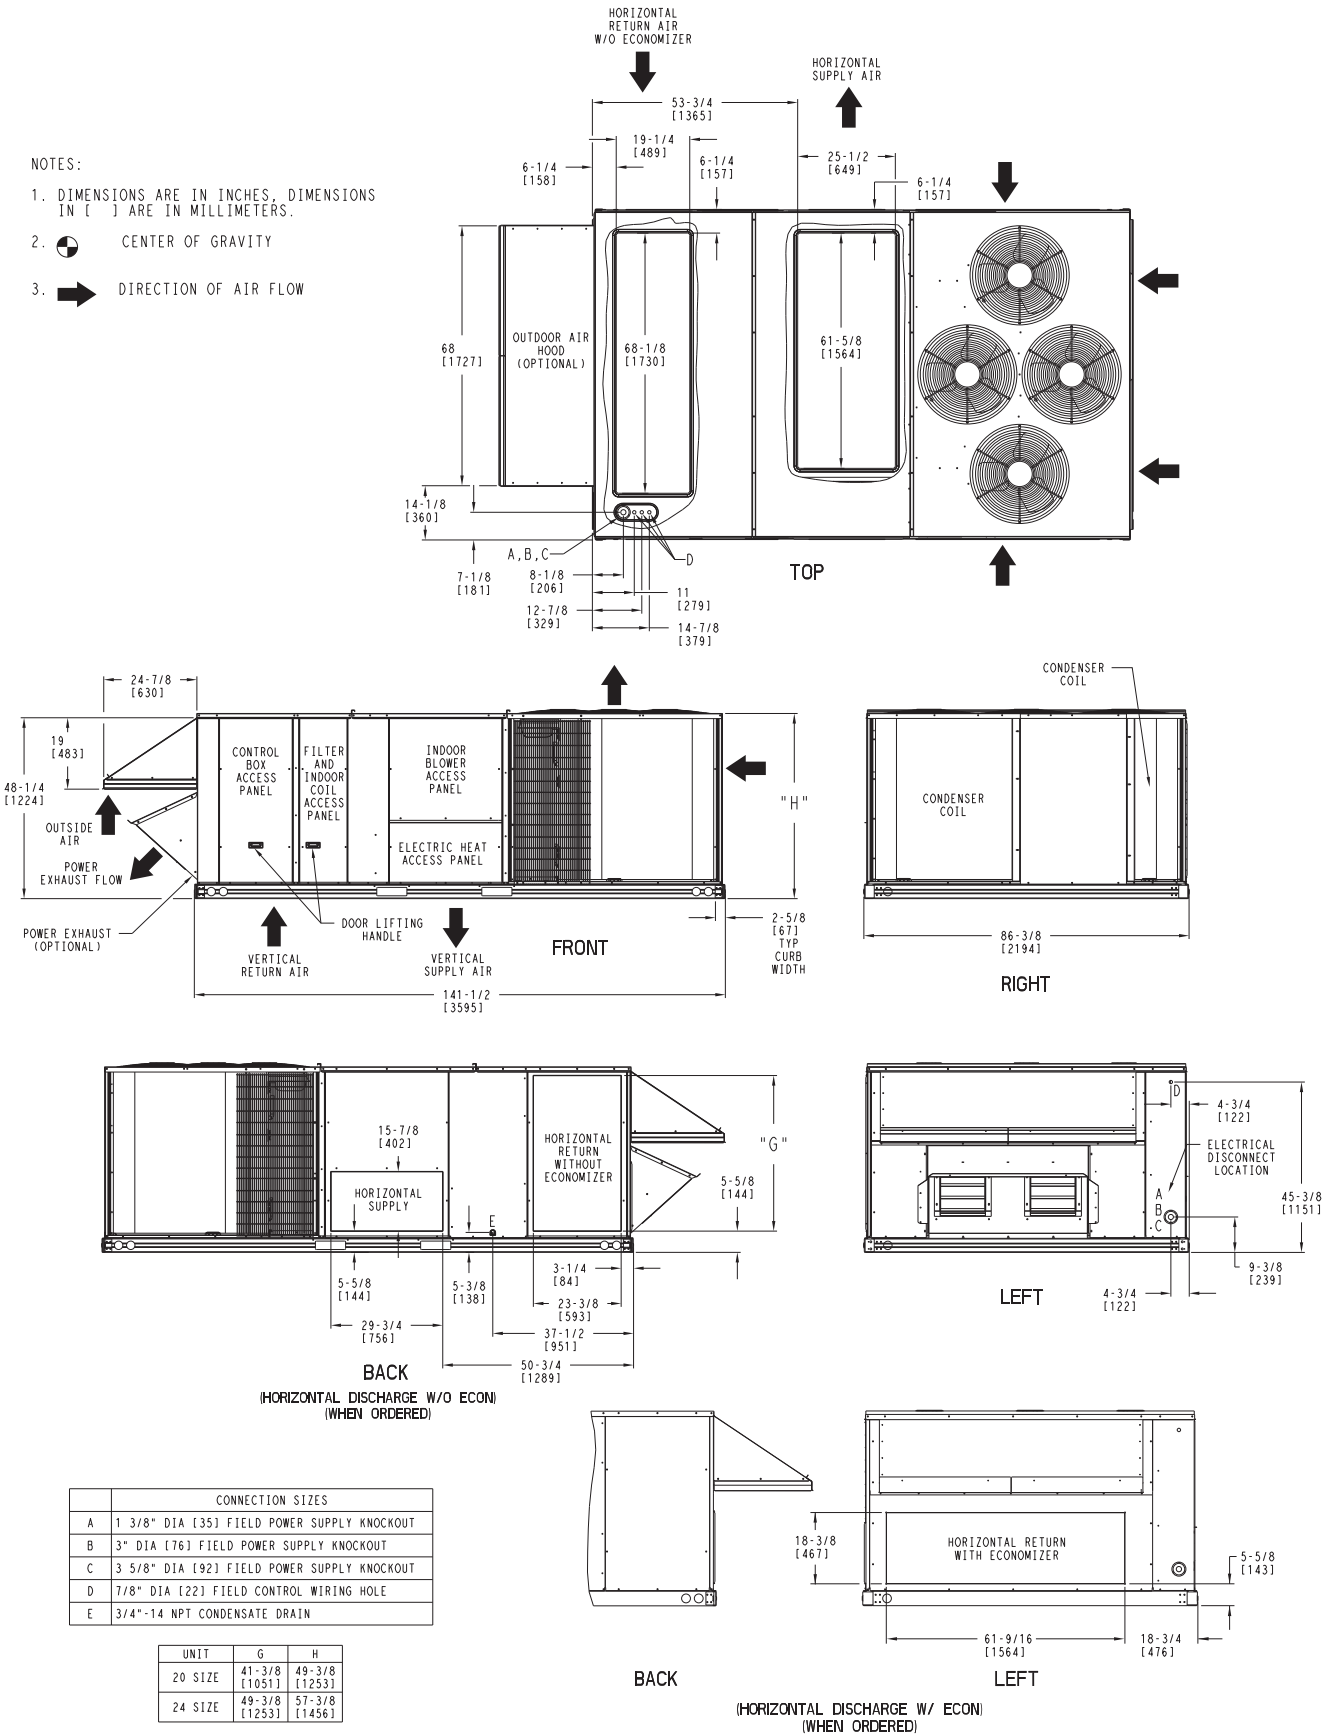 HORIZONTAL
RETURN AIR
W/O ECONOMIZER
HORIZONTAL
SUPPLY AIR
53-3/4
[1365]
19-1/4
[489]
6-1/4
[158]
6-1/4
[157]
25-1/2
[649]
6-1/4
[157]
NOTES:
1. DIMENSIONS ARE IN INCHES, DIMENSIONS
IN [ ] ARE IN MILLIMETERS.
2. CENTER OF GRAVITY
3. DIRECTION OF AIR FLOW
68
[1727]
OUTDOOR AIR
HOOD
(OPTIONAL)
68-1/8
[1730]
61-5/8
[1564]
14-1/8
[360]
7-1/8
[181]
A,B,C
D
8-1/8
[206]
11
[279]
12-7/8
[329]
14-7/8
[379]
TOP
24-7/8
[630]
19
[483]
48-1/4
[1224]
OUTSIDE
AIR
POWER
EXHAUST FLOW
POWER EXHAUST
(OPTIONAL)
CONTROL
BOX
ACCESS
PANEL
FILTER
AND
INDOOR
COIL
ACCESS
PANEL
INDOOR
BLOWER
ACCESS
PANEL
ELECTRIC HEAT
ACCESS PANEL
"H"
DOOR LIFTING
HANDLE
VERTICAL
RETURN AIR
VERTICAL
SUPPLY AIR
FRONT
2-5/8
[67]
TYP
CURB
WIDTH
141-1/2
[3595]
CONDENSER
COIL
CONDENSER
COIL
86-3/8
[2194]
RIGHT
15-7/8
[402]
HORIZONTAL
SUPPLY
HORIZONTAL
RETURN
WITHOUT
ECONOMIZER
"G"
5-5/8
[144]
E
5-5/8
[144]
5-3/8
[138]
3-1/4
[84]
23-3/8
[593]
29-3/4
[756]
37-1/2
[951]
50-3/4
[1289]
BACK
(HORIZONTAL DISCHARGE W/O ECON)
(WHEN ORDERED)
D
4-3/4
[122]
ELECTRICAL
DISCONNECT
LOCATION
A
B
C
45-3/8
[1151]
9-3/8
[239]
4-3/4
[122]
LEFT
CONNECTION SIZES
A 1 3/8" DIA [35] FIELD POWER SUPPLY KNOCKOUT
B 3" DIA [76] FIELD POWER SUPPLY KNOCKOUT
C 3 5/8" DIA [92] FIELD POWER SUPPLY KNOCKOUT
D 7/8" DIA [22] FIELD CONTROL WIRING HOLE
E 3/4"-14 NPT CONDENSATE DRAIN
UNIT G H
20 SIZE 41-3/8 [1051] 49-3/8 [1253]
24 SIZE 49-3/8 [1253] 57-3/8 [1456]
18-3/8
[467]
HORIZONTAL RETURN
WITH ECONOMIZER
5-5/8
[143]
61-9/16
[1564]
18-3/4
[476]
BACK
LEFT
(HORIZONTAL DISCHARGE W/ ECON)
(WHEN ORDERED)